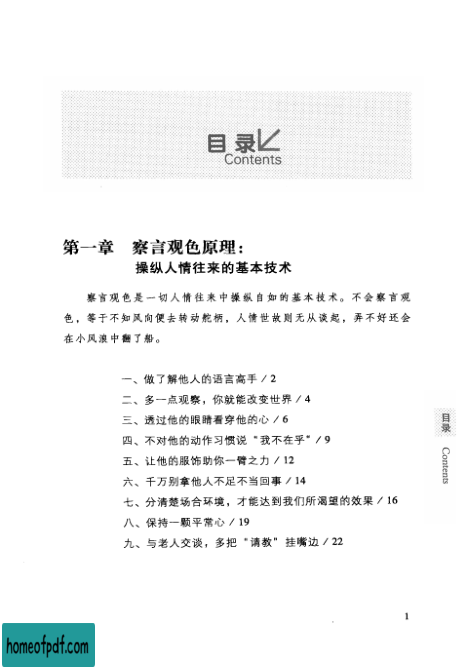 目录
Contents
第一章 察言观色原理：
操纵人情往来的基本技术
察言观色是一切人情往来中操纵自如的基本技术。不会察言观
色，等于不知风向便去转动舵柄，人情世故则无从谈起，弄不好还会
在小风浪中翻了船。
一、做了解他人的语言高手 / 2
二、多一点观察，你就能改变世界 / 4
三、透过他的眼睛看穿他的心 / 6
四、不对他的动作习惯说“我不在乎” / 9
五、让他的服饰助你一臂之力 / 12
六、千万别拿他人不足不当回事 / 14
七、分清楚场合环境，才能达到我们所渴望的效果 / 16
八、保持一颗平常心 / 19
九、与老人交谈，多把“请教”挂嘴边 / 22
目录
Contents
1
homeofpdf.com